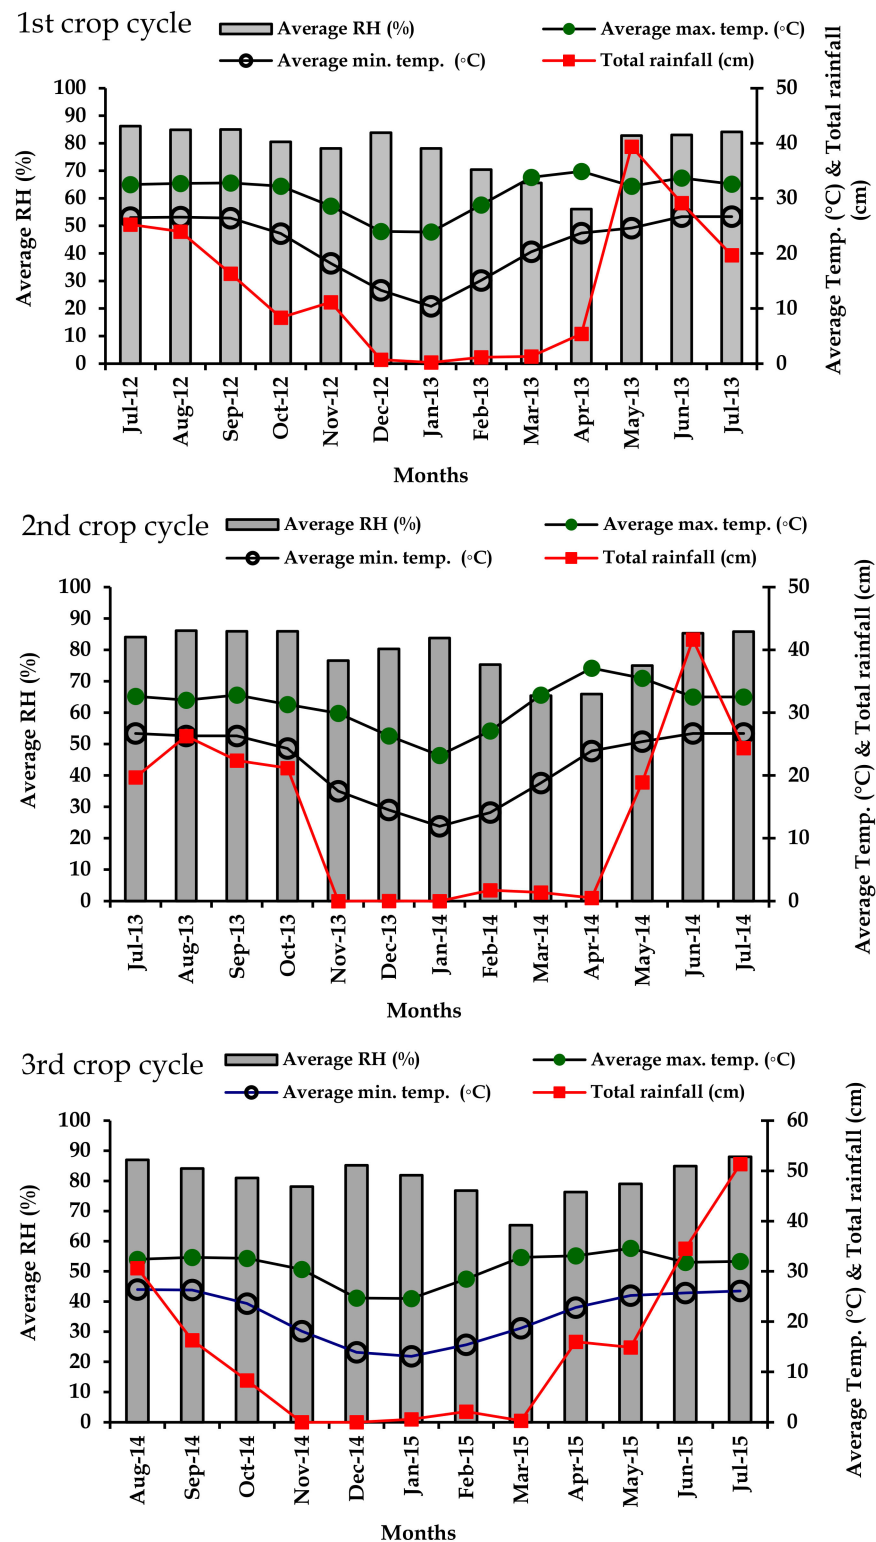 1st crop cycle
Average RH (%)
Average max. temp. (◦C)
Average min. temp. (◦C)
Total rainfall (cm)
Average RH (%)
100
90
80
70
60
50
40
30
20
10
0
50
40
30
20
10
0
Average Temp. (°C) & Total rainfall
(cm)
Jul-12
Aug-12
Sep-12
Oct-12
Nov-12
Dec-12
Jan-13
Feb-13
Mar-13
Apr-13
May-13
Jun-13
Jul-13
Months
2nd crop cycle
Average RH (%)
Average max. temp. (◦C)
Average min. temp. (◦C)
Total rainfall (cm)
Average RH (%)
100
90
80
70
60
50
40
30
20
10
0
50
40
30
20
10
0
Average Temp. (°C) & Total rainfall (cm)
Jul-13
Aug-13
Sep-13
Oct-13
Nov-13
Dec-13
Jan-14
Feb-14
Mar-14
Apr-14
May-14
Jun-14
Jul-14
Months
3rd crop cycle
Average RH (%)
Average max. temp. (◦C)
Average min. temp. (◦C)
Total rainfall (cm)
Average RH (%)
100
90
80
70
60
50
40
30
20
10
0
60
50
40
30
20
10
0
Average Temp. (°C) & Total rainfall (cm)
Aug-14
Sep-14
Oct-14
Nov-14
Dec-14
Jan-15
Feb-15
Mar-15
Apr-15
May-15
Jun-15
Jul-15
Months